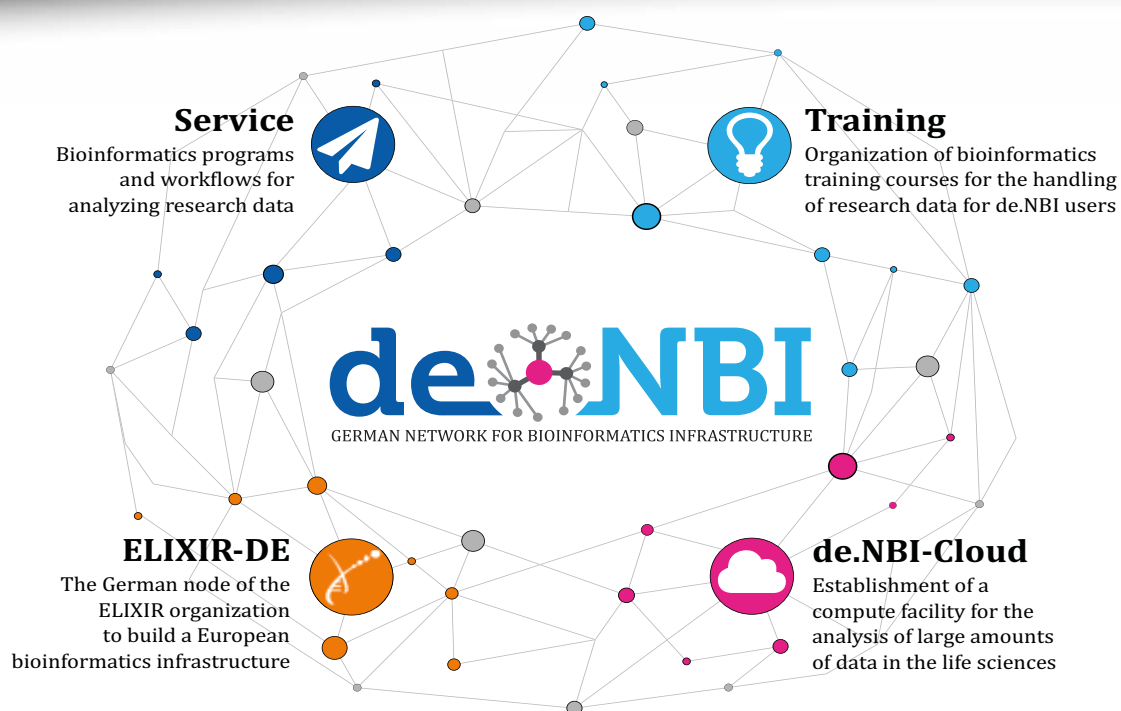 Service
Bioinformatics programs
and workflows for
analyzing research data
Training
Organization of bioinformatics
training courses for the handling
of research data for de.NBI users
de NBI
GERMAN NETWORK FOR BIOINFORMATICS INFRASTRUCTURE
ELIXIR-DE
The German node of the
ELIXIR organization
to build a European
bioinformatics infrastructure
de.NBI-Cloud
Establishment of a
compute facility for the
analysis of large amounts
of data in the life sciences